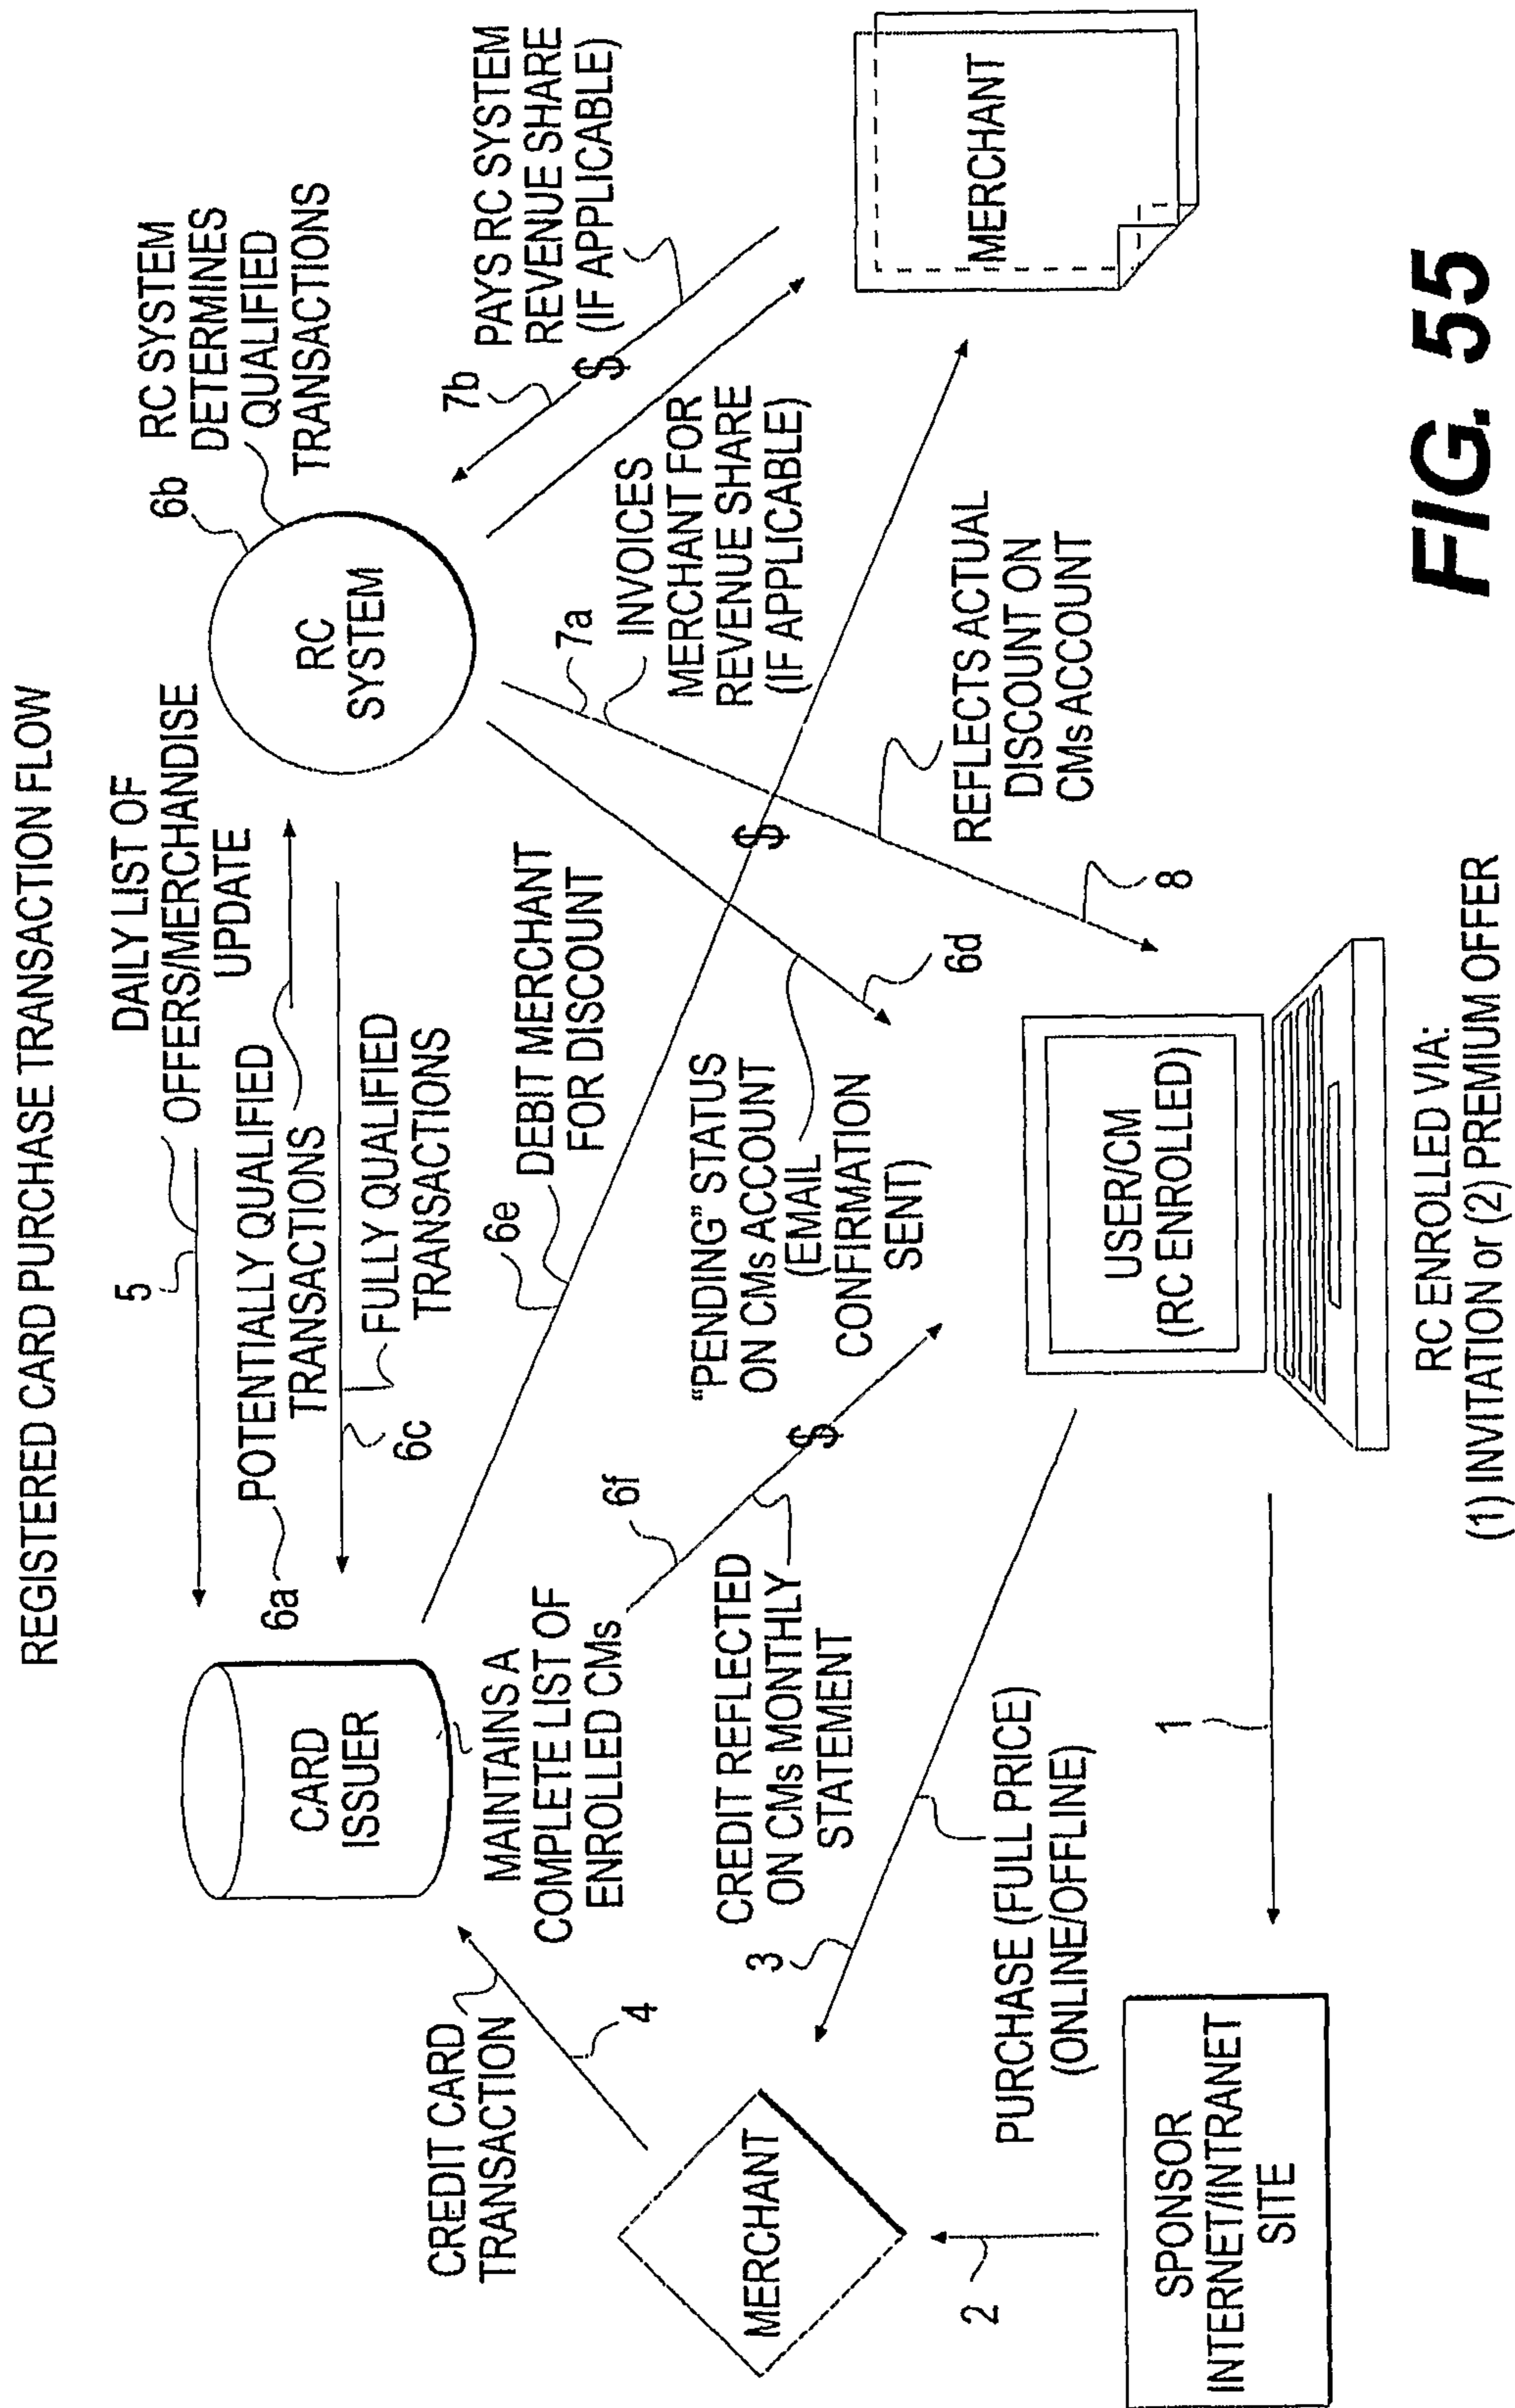 REGISTERED CARD PURCHASE TRANSACTION FLOW
5
DAILY LIST OF
OFFERS/MERCHANDISE
UPDATE
6a
POTENTIALLY QUALIFIED
TRANSACTIONS
6c
FULLY QUALIFIED
TRANSACTIONS
CARD
ISSUER
MAINTAINS A
COMPLETE LIST OF
ENROLLED CMs
RC
SYSTEM
6b
RC SYSTEM
DETERMINES
QUALIFIED
TRANSACTIONS
CREDIT CARD
TRANSACTION
4
6e
DEBIT MERCHANT
FOR DISCOUNT
$
7b
$
PAYS RC SYSTEM
REVENUE SHARE
(IF APPLICABLE)
7a
INVOICES
MERCHANT FOR
REVENUE SHARE
(IF APPLICABLE)
6f
CREDIT REFLECTED
ON CMs MONTHLY
STATEMENT
$
"PENDING" STATUS
ON CMs ACCOUNT
(EMAIL
CONFIRMATION
SENT)
6d
REFLECTS ACTUAL
DISCOUNT ON
CMs ACCOUNT
8
MERCHANT
MERCHANT
3
PURCHASE (FULL PRICE)
(ONLINE/OFFLINE)
2
SPONSOR
INTERNET/INTRANET
SITE
1
USER/CM
(RC ENROLLED)
RC ENROLLED VIA:
(1) INVITATION or (2) PREMIUM OFFER
FIG. 55